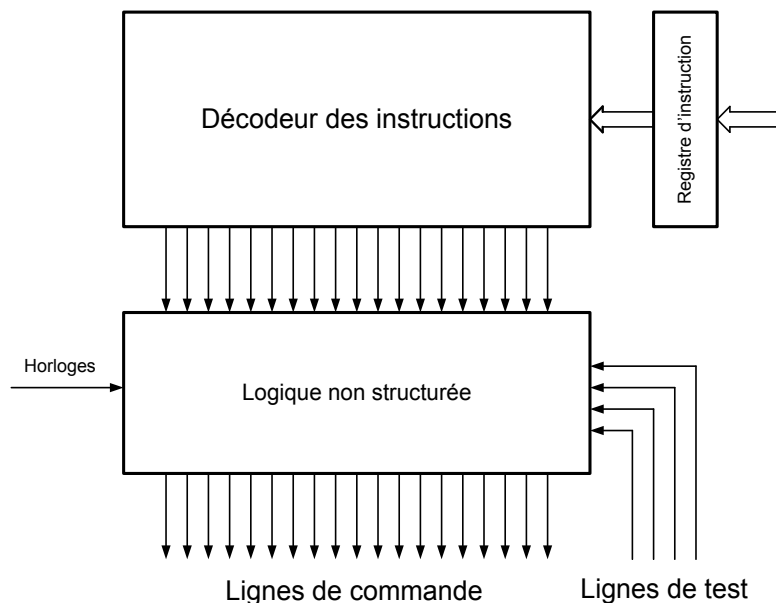 Décodeur des instructions
Registre d'instruction
Horloges
Logique non structurée
Lignes de commande
Lignes de test